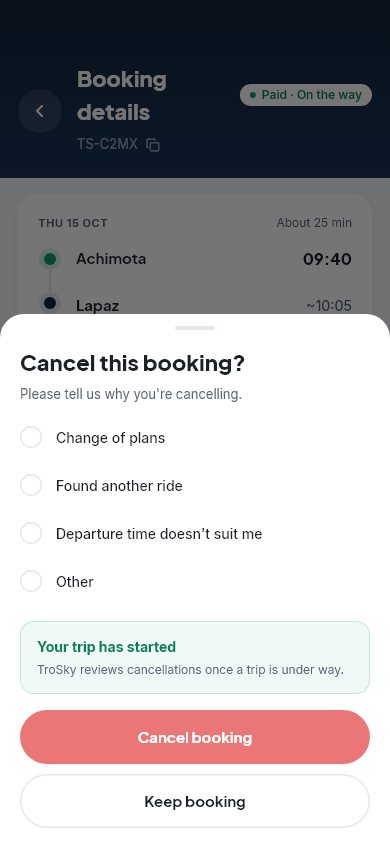 Booking
details
Paid · On the way
TS-C2MX
THU 15 OCT
About 25 min
Achimota
09:40
Lapaz
~10:05
Cancel this booking?
Please tell us why you're cancelling.
Change of plans
Found another ride
Departure time doesn't suit me
Other
Your trip has started
TroSky reviews cancellations once a trip is under way.
Cancel booking
Keep booking